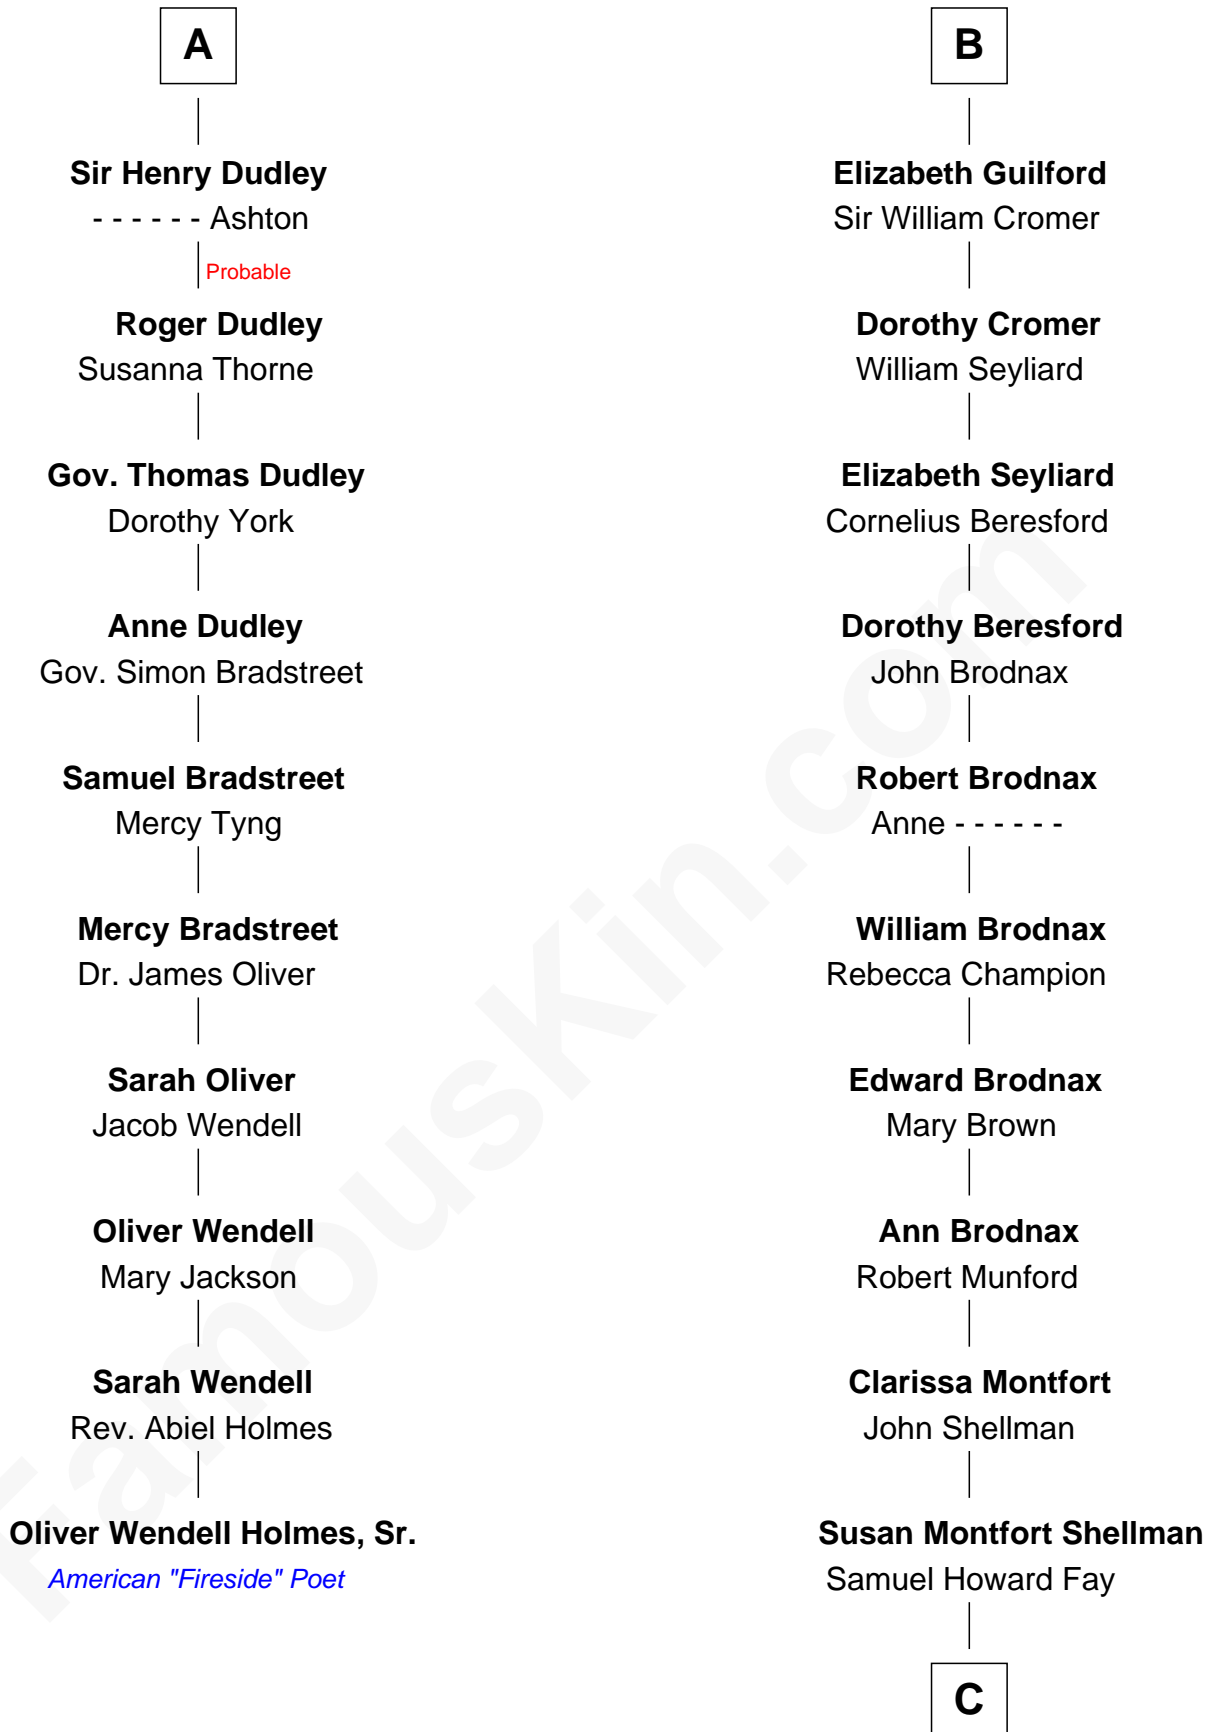 A
Sir Henry Dudley
- - - - - - Ashton
Probable
Roger Dudley
Susanna Thorne
Gov. Thomas Dudley
Dorothy York
Anne Dudley
Gov. Simon Bradstreet
Samuel Bradstreet
Mercy Tyng
Mercy Bradstreet
Dr. James Oliver
Sarah Oliver
Jacob Wendell
Oliver Wendell
Mary Jackson
Sarah Wendell
Rev. Abiel Holmes
Oliver Wendell Holmes, Sr.
American "Fireside" Poet
B
Elizabeth Guilford
Sir William Cromer
Dorothy Cromer
William Seyliard
Elizabeth Seyliard
Cornelius Beresford
Dorothy Beresford
John Brodnax
Robert Brodnax
Anne - - - - - -
William Brodnax
Rebecca Champion
Edward Brodnax
Mary Brown
Ann Brodnax
Robert Munford
Clarissa Montfort
John Shellman
Susan Montfort Shellman
Samuel Howard Fay
C
FamousKin.com